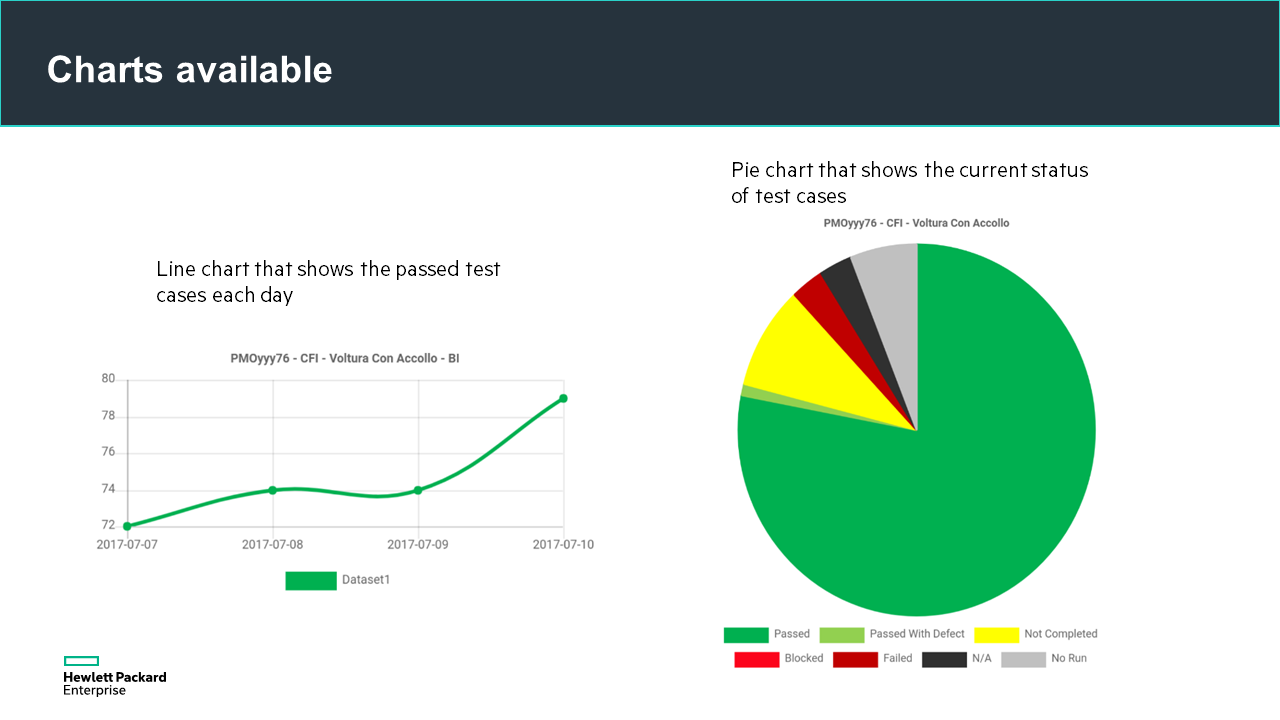 Charts available
Line chart that shows the passed test
cases each day
PMOyyy76 - CFI - Voltura Con Accollo - BI
80
78
76
74
72
2017-07-07 2017-07-08 2017-07-09 2017-07-10
Dataset1
Pie chart that shows the current status
of test cases
PMOyyy76 - CFI - Voltura Con Accollo
Passed Passed With Defect Not Completed
Blocked Failed N/A No Run
Hewlett Packard
Enterprise